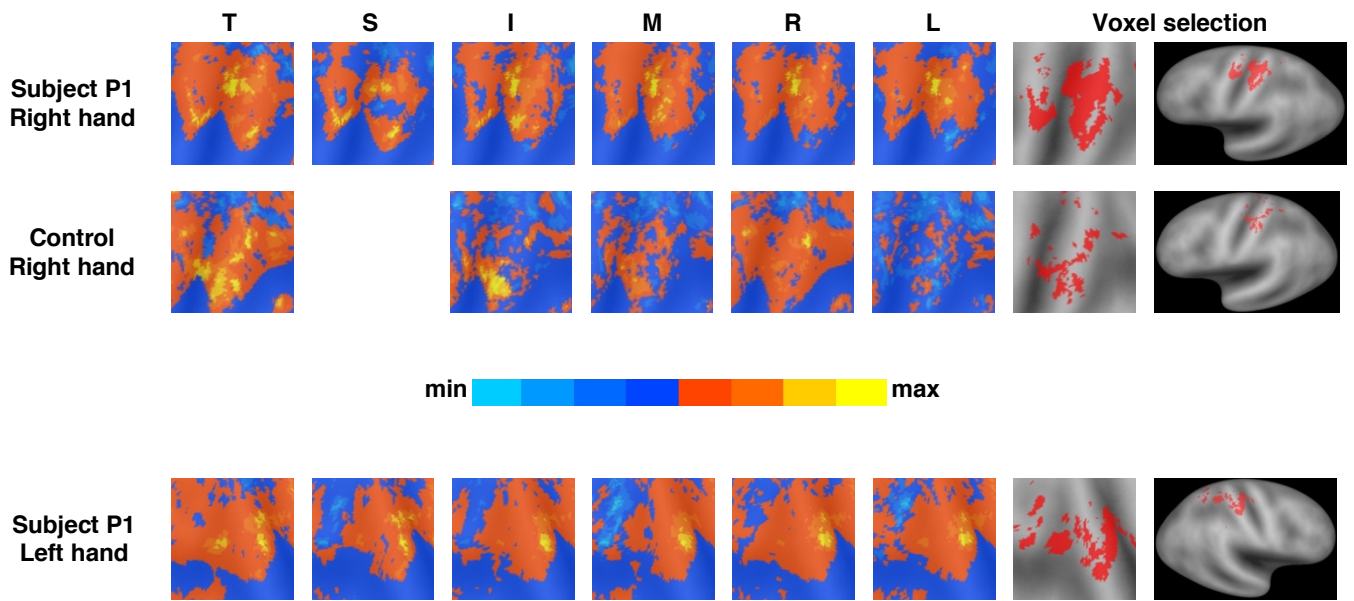 T S I M R L Voxel selection
Subject P1
Right hand
Control
Right hand
min max
Subject P1
Left hand